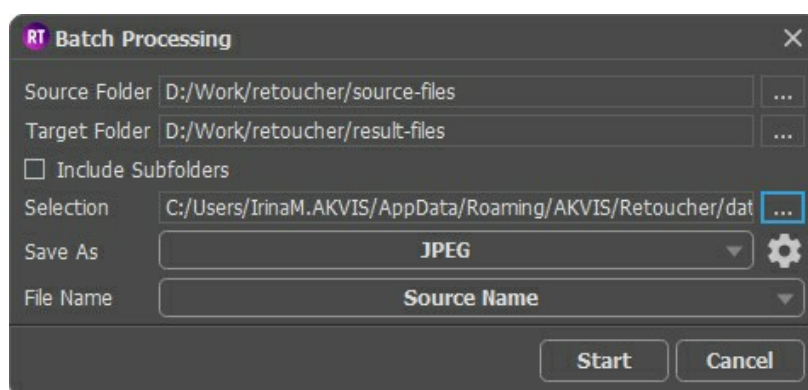 RT Batch Processing
Source Folder D:/Work/retoucher/source-files ...
Target Folder D:/Work/retoucher/result-files ...
Include Subfolders
Selection C:/Users/IrinaM.AKVIS/AppData/Roaming/AKVIS/Retoucher/dat ...
Save As JPEG
File Name Source Name
Start Cancel